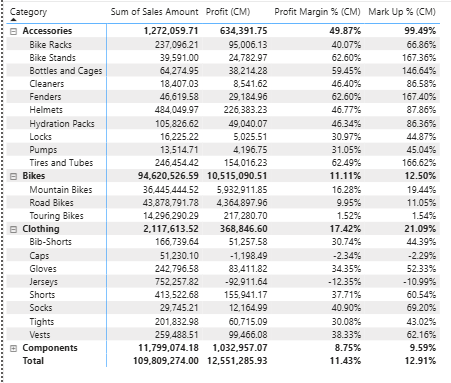 Category Sum of Sales Amount Profit (CM) Profit Margin % (CM) Mark Up % (CM)
Accessories 1,272,059.71 634,391.75 49.87% 99.49%
Bike Racks 237,096.21 95,006.13 40.07% 66.86%
Bike Stands 39,591.00 24,782.97 62.60% 167.36%
Bottles and Cages 64,274.95 38,214.28 59.45% 146.64%
Cleaners 18,407.03 8,541.62 46.40% 86.58%
Fenders 46,619.58 29,184.96 62.60% 167.40%
Helmets 484,049.97 226,383.23 46.77% 87.86%
Hydration Packs 105,826.62 49,040.07 46.34% 86.36%
Locks 16,225.22 5,025.51 30.97% 44.87%
Pumps 13,514.71 4,196.75 31.05% 45.04%
Tires and Tubes 246,454.42 154,016.23 62.49% 166.62%
Bikes 94,620,526.59 10,515,090.51 11.11% 12.50%
Mountain Bikes 36,445,444.52 5,932,911.85 16.28% 19.44%
Road Bikes 43,878,791.78 4,364,897.96 9.95% 11.05%
Touring Bikes 14,296,290.29 217,280.70 1.52% 1.54%
Clothing 2,117,613.52 368,846.60 17.42% 21.09%
Bib-Shorts 166,739.64 51,257.58 30.74% 44.39%
Caps 51,230.10 -1,198.49 -2.34% -2.29%
Gloves 242,796.58 83,411.82 34.35% 52.33%
Jerseys 752,257.82 -92,911.64 -12.35% -10.99%
Shorts 413,522.68 155,941.17 37.71% 60.54%
Socks 29,745.21 12,164.99 40.90% 69.20%
Tights 201,832.98 60,715.09 30.08% 43.02%
Vests 259,488.51 99,466.08 38.33% 62.16%
Components 11,799,074.18 1,032,957.07 8.75% 9.59%
Total 109,809,274.00 12,551,285.93 11.43% 12.91%